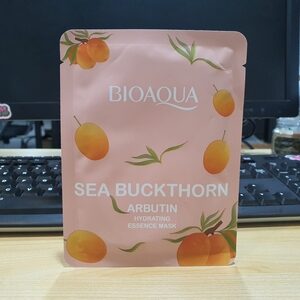 BIOAQUA
SEA BUCKTHORN
ARBUTIN
HYDRATING
ESSENCE MASK